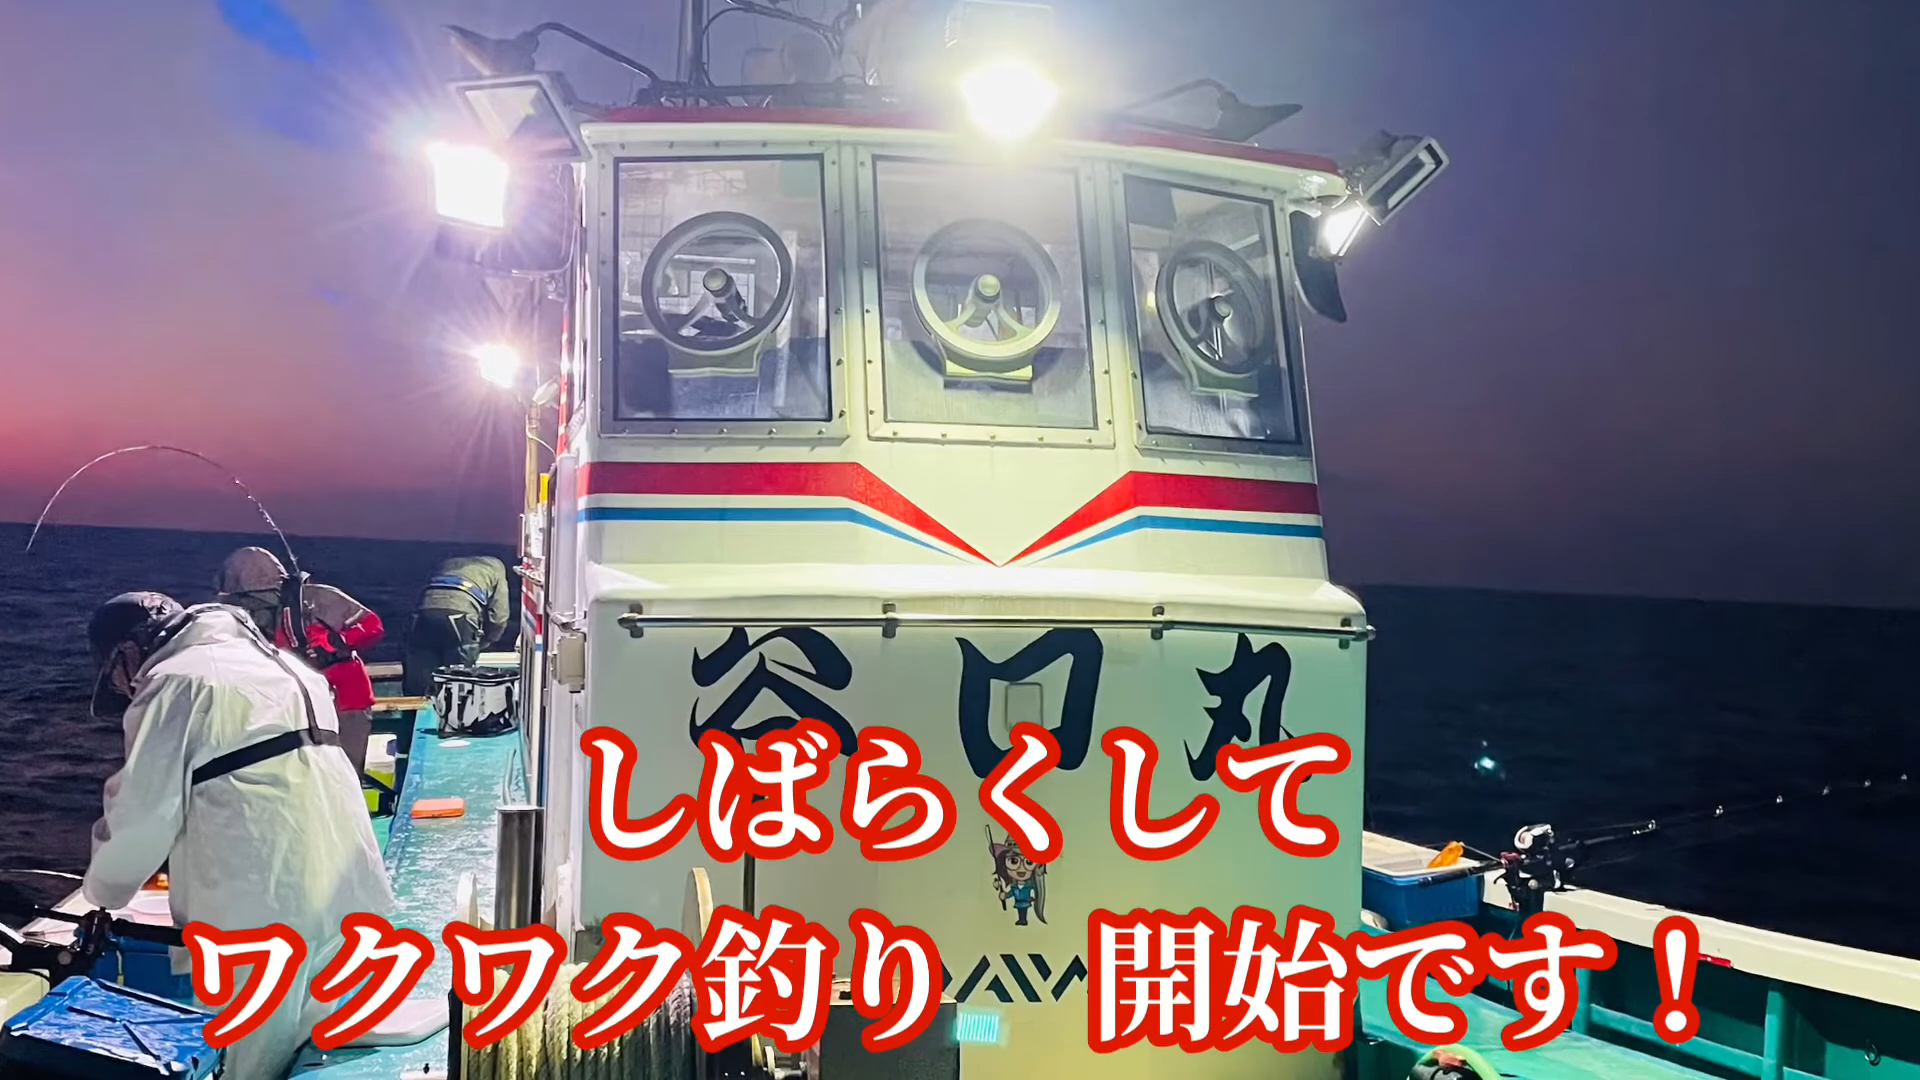 谷口丸
しばらくして
ワクワク釣り　開始です！